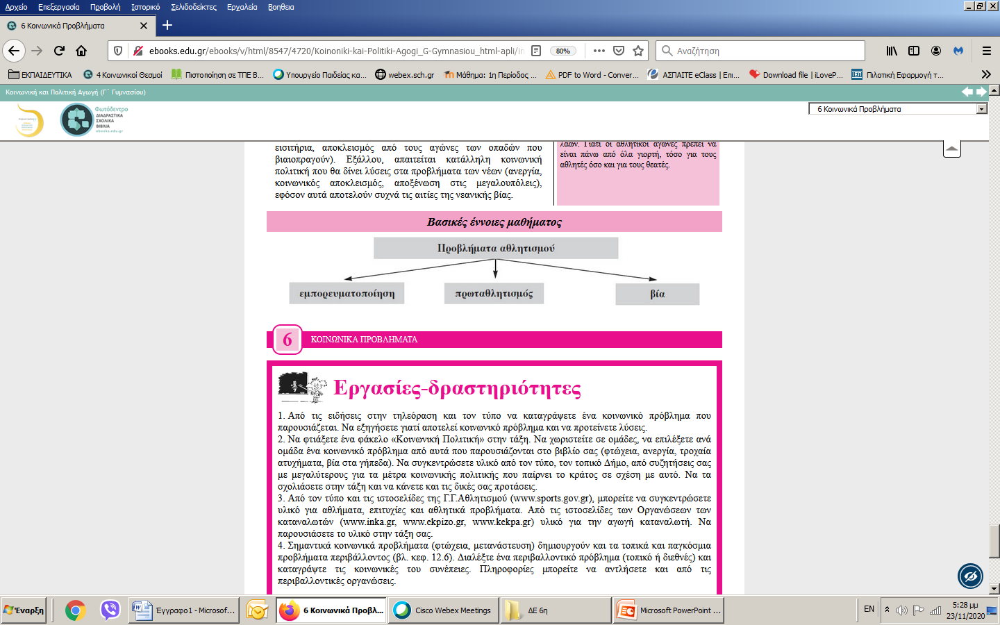 Αρχείο Επεξεργασία Προβολή Ιστορικό Σελιδοδείκτες Εργαλεία Βοήθεια
6 Κοινωνικά Προβλήματα
ebooks.edu.gr/ebooks/v/html/8547/4720/Koinoniki-kai-Politiki-Agogi_G-Gymnasiou_html-apli/in
80%
Αναζήτηση
ΕΚΠΑΙΔΕΥΤΙΚΑ 4 Κοινωνικοί Θεσμοί Πιστοποίηση σε ΤΠΕ Β... Υπουργείο Παιδείας κα... webex.sch.gr Μάθημα: 1η Περίοδος ... PDF to Word - Conver... ΑΣΠΑΙΤΕ eClass | Επι... Download file | iLoveP... Πιλοτική Εφαρμογή τ...
Κοινωνική και Πολιτική Αγωγή (Γ΄ Γυμνασίου)
Φωτόδεντρο
ΔΙΑΔΡΑΣΤΙΚΑ
ΣΧΟΛΙΚΑ
ΒΙΒΛΙΑ
ebooks.edu.gr
6 Κοινωνικά Προβλήματα
εισιτήρια, αποκλεισμός από τους αγώνες των οπαδών που
βιαιοπραγούν). Εξάλλου, απαιτείται κατάλληλη κοινωνική
πολιτική που θα δίνει λύσεις στα προβλήματα των νέων (ανεργία,
κοινωνικός αποκλεισμός, αποξένωση στις μεγαλουπόλεις),
εφόσον αυτά αποτελούν συχνά τις αιτίες της νεανικής βίας.
λαών. Γιατί οι αθλητικοί αγώνες πρέπει να
είναι πάνω από όλα γιορτή, τόσο για τους
αθλητές όσο και για τους θεατές.
Βασικές έννοιες μαθήματος
Προβλήματα αθλητισμού
εμπορευματοποίηση πρωταθλητισμός βία
6 ΚΟΙΝΩΝΙΚΑ ΠΡΟΒΛΗΜΑΤΑ
Εργασίες-δραστηριότητες
1. Από τις ειδήσεις στην τηλεόραση και τον τύπο να καταγράψετε ένα κοινωνικό πρόβλημα που
παρουσιάζεται. Να εξηγήσετε γιατί αποτελεί κοινωνικό πρόβλημα και να προτείνετε λύσεις.
2. Να φτιάξετε ένα φάκελο «Κοινωνική Πολιτική» στην τάξη. Να χωριστείτε σε ομάδες, να επιλέξετε ανά
ομάδα ένα κοινωνικό πρόβλημα από αυτά που παρουσιάζονται στο βιβλίο σας (φτώχεια, ανεργία, τροχαία
ατυχήματα, βία στα γήπεδα). Να συγκεντρώσετε υλικό από τον τύπο, τον τοπικό Δήμο, από συζητήσεις σας
με μεγαλύτερους για τα μέτρα κοινωνικής πολιτικής που παίρνει το κράτος σε σχέση με αυτό. Να τα
σχολιάσετε στην τάξη και να κάνετε και τις δικές σας προτάσεις.
3. Από τον τύπο και τις ιστοσελίδες της Γ.Γ.Αθλητισμού (www.sports.gov.gr), μπορείτε να συγκεντρώσετε
υλικό για αθλήματα, επιτυχίες και αθλητικά προβλήματα. Από τις ιστοσελίδες των Οργανώσεων των
καταναλωτών (www.inka.gr, www.ekpizo.gr, www.kekpa.gr) υλικό για την αγωγή καταναλωτή. Να
παρουσιάσετε το υλικό στην τάξη σας.
4. Σημαντικά κοινωνικά προβλήματα (φτώχεια, μετανάστευση) δημιουργούν και τα τοπικά και παγκόσμια
προβλήματα περιβάλλοντος (βλ. κεφ. 12.6). Διαλέξτε ένα περιβαλλοντικό πρόβλημα (τοπικό ή διεθνές) και
καταγράψτε τις κοινωνικές του συνέπειες. Πληροφορίες μπορείτε να αντλήσετε και από τις
περιβαλλοντικές οργανώσεις.
Έναρξη Έγγραφο1 - Microsof... 6 Κοινωνικά Προβλ... Cisco Webex Meetings ΔΕ 6η Microsoft PowerPoint ... EN 5:28 μμ
23/11/2020